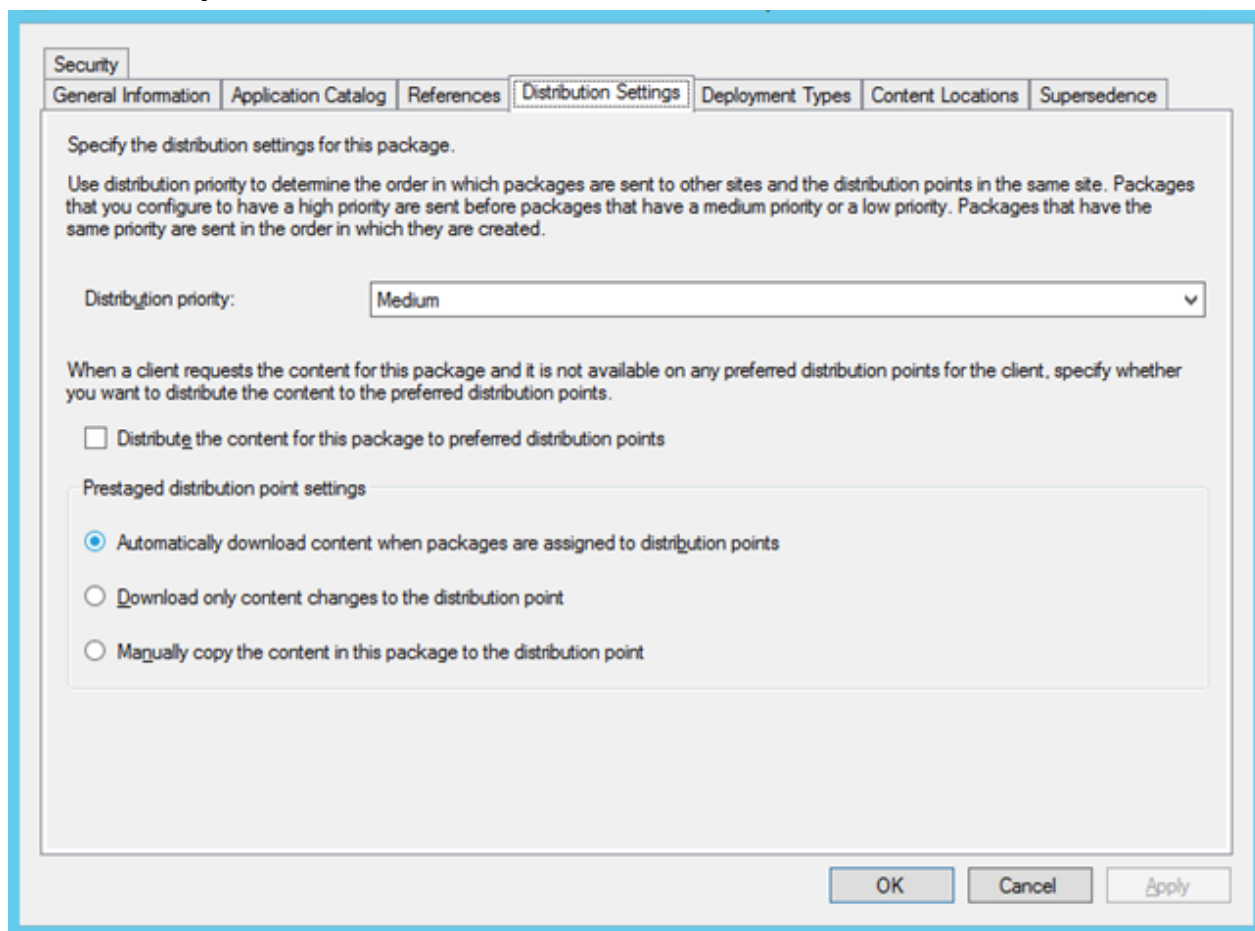 Security
General Information Application Catalog References Distribution Settings Deployment Types Content Locations Supersedence
Specify the distribution settings for this package.
Use distribution priority to determine the order in which packages are sent to other sites and the distribution points in the same site. Packages
that you configure to have a high priority are sent before packages that have a medium priority or a low priority. Packages that have the
same priority are sent in the order in which they are created.
Distribution priority: Medium
When a client requests the content for this package and it is not available on any preferred distribution points for the client, specify whether
you want to distribute the content to the preferred distribution points.
Distribute the content for this package to preferred distribution points
Prestaged distribution point settings
Automatically download content when packages are assigned to distribution points
Download only content changes to the distribution point
Manually copy the content in this package to the distribution point
OK Cancel Apply